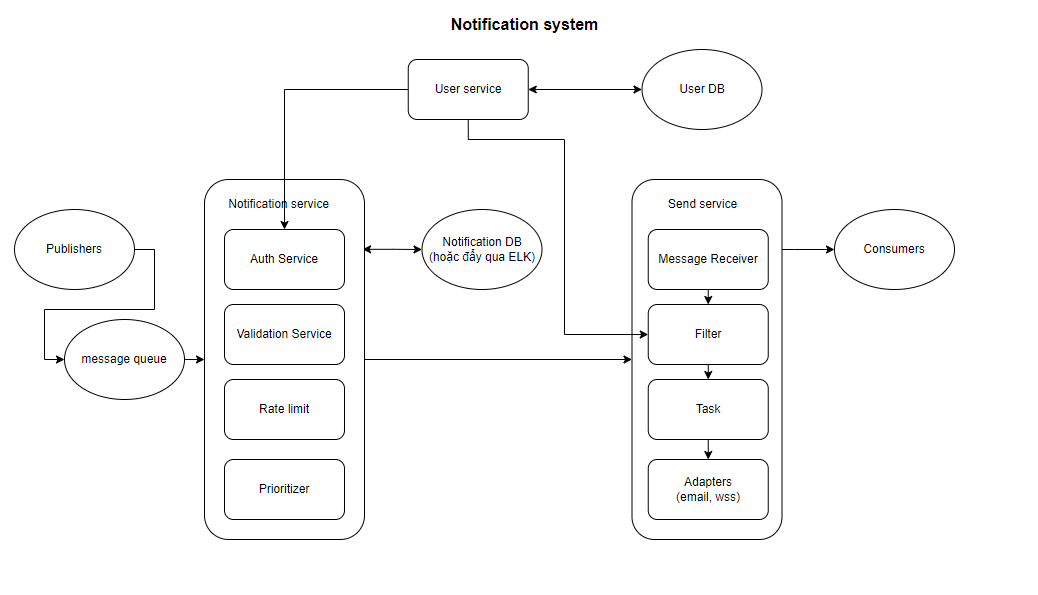 Notification system
User service
User DB
Notification service
Send service
Publishers
Auth Service
Notification DB
(hoặc đẩy qua ELK)
Message Receiver
Consumers
message queue
Validation Service
Filter
Rate limit
Task
Prioritizer
Adapters
(email, wss)